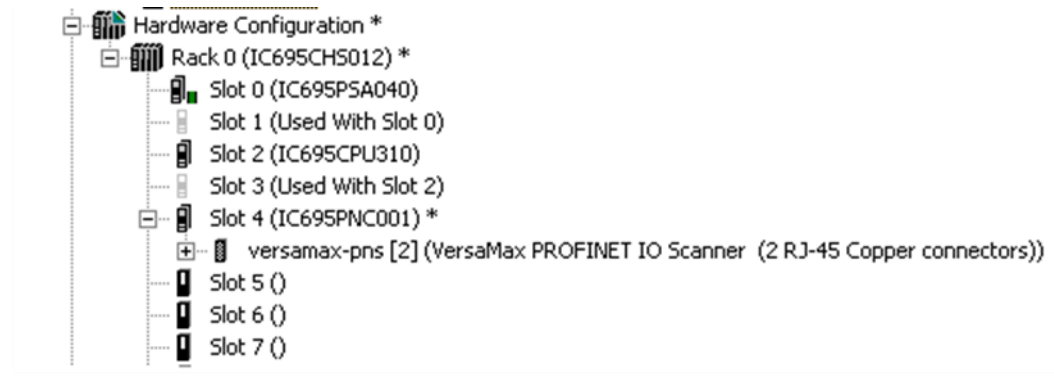 Hardware Configuration *
Rack 0 (IC695CHS012) *
Slot 0 (IC695PSA040)
Slot 1 (Used With Slot 0)
Slot 2 (IC695CPU310)
Slot 3 (Used With Slot 2)
Slot 4 (IC695PNC001) *
versamax-pns [2] (VersaMax PROFINET IO Scanner (2 RJ-45 Copper connectors))
Slot 5 ()
Slot 6 ()
Slot 7 ()